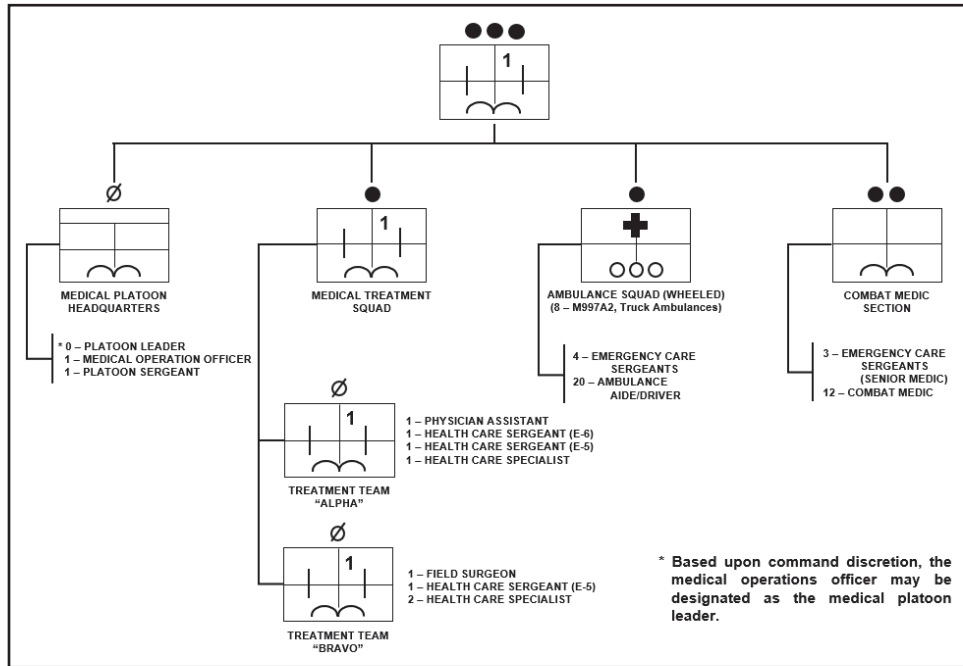 1
MEDICAL PLATOON
HEADQUARTERS
* 0 – PLATOON LEADER
1 – MEDICAL OPERATION OFFICER
1 – PLATOON SERGEANT
1
MEDICAL TREATMENT
SQUAD
AMBULANCE SQUAD (WHEELED)
(8 – M997A2, Truck Ambulances)
4 – EMERGENCY CARE
SERGEANTS
20 – AMBULANCE
AIDE/DRIVER
COMBAT MEDIC
SECTION
3 – EMERGENCY CARE
SERGEANTS
(SENIOR MEDIC)
12 – COMBAT MEDIC
1
1 – PHYSICIAN ASSISTANT
1 – HEALTH CARE SERGEANT (E-6)
1 – HEALTH CARE SERGEANT (E-5)
1 – HEALTH CARE SPECIALIST
TREATMENT TEAM
“ALPHA”
1
1 – FIELD SURGEON
1 – HEALTH CARE SERGEANT (E-5)
2 – HEALTH CARE SPECIALIST
TREATMENT TEAM
“BRAVO”
* Based upon command discretion, the
medical operations officer may be
designated as the medical platoon
leader.